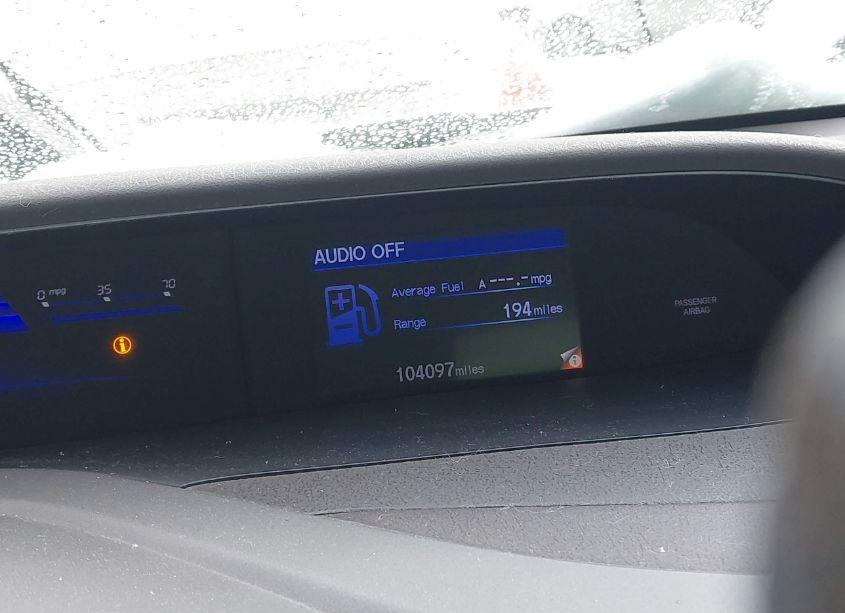 AUDIO OFF
0 mpg 35 70
Average Fuel A ---.- mpg
Range 194 miles
PASSENGER
AIRBAG
104097 miles